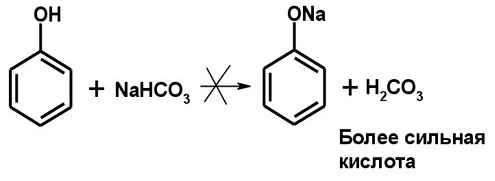 OH
ONa
+ NaHCO₃
+ H₂CO₃
Более сильная
кислота